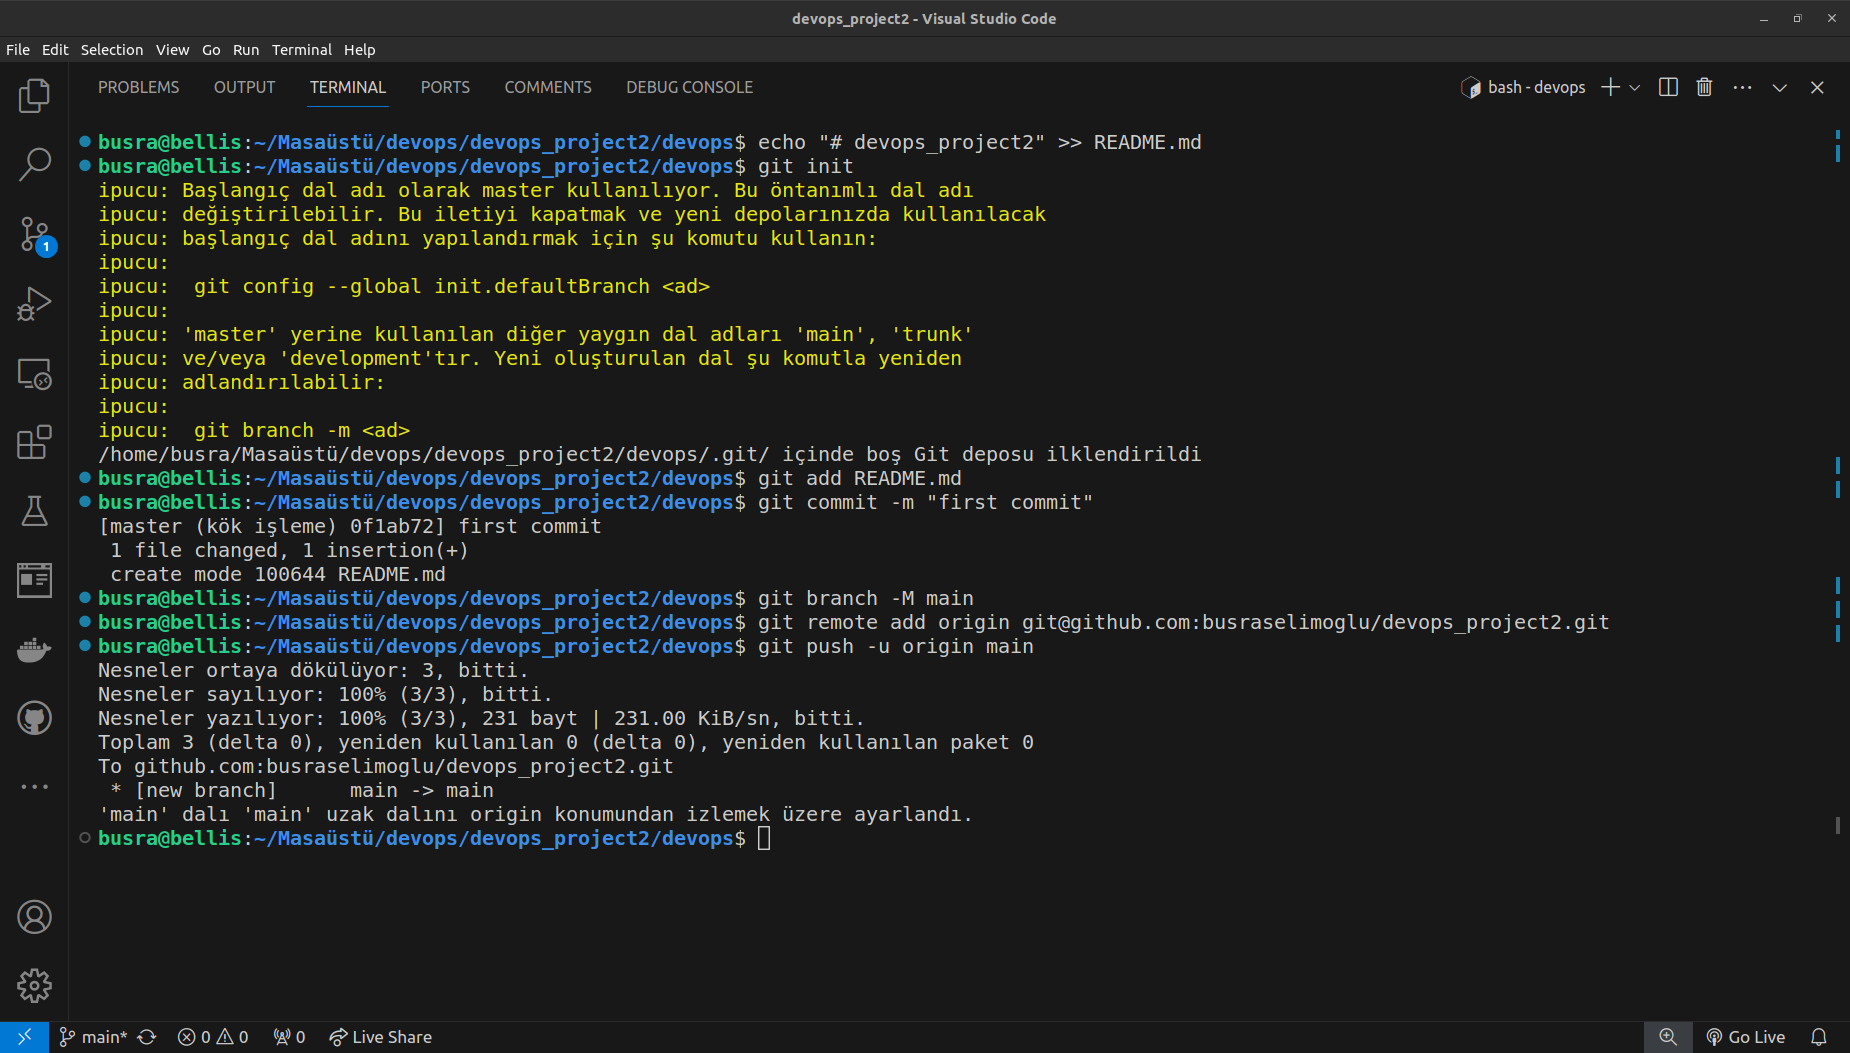 devops_project2 - Visual Studio Code
File Edit Selection View Go Run Terminal Help
PROBLEMS OUTPUT TERMINAL PORTS COMMENTS DEBUG CONSOLE bash - devops
busra@bellis:~/Masaüstü/devops/devops_project2/devops$ echo "# devops_project2" >> README.md
busra@bellis:~/Masaüstü/devops/devops_project2/devops$ git init
ipucu: Başlangıç dal adı olarak master kullanılıyor. Bu öntanımlı dal adı
ipucu: değiştirilebilir. Bu iletiyi kapatmak ve yeni depolarınızda kullanılacak
ipucu: başlangıç dal adını yapılandırmak için şu komutu kullanın:
ipucu:
ipucu:  git config --global init.defaultBranch <ad>
ipucu:
ipucu: 'master' yerine kullanılan diğer yaygın dal adları 'main', 'trunk'
ipucu: ve/veya 'development'tır. Yeni oluşturulan dal şu komutla yeniden
ipucu: adlandırılabilir:
ipucu:
ipucu:  git branch -m <ad>
/home/busra/Masaüstü/devops/devops_project2/devops/.git/ içinde boş Git deposu ilklendirildi
busra@bellis:~/Masaüstü/devops/devops_project2/devops$ git add README.md
busra@bellis:~/Masaüstü/devops/devops_project2/devops$ git commit -m "first commit"
[master (kök işleme) 0f1ab72] first commit
 1 file changed, 1 insertion(+)
 create mode 100644 README.md
busra@bellis:~/Masaüstü/devops/devops_project2/devops$ git branch -M main
busra@bellis:~/Masaüstü/devops/devops_project2/devops$ git remote add origin git@github.com:busraselimoglu/devops_project2.git
busra@bellis:~/Masaüstü/devops/devops_project2/devops$ git push -u origin main
Nesneler ortaya dökülüyor: 3, bitti.
Nesneler sayılıyor: 100% (3/3), bitti.
Nesneler yazılıyor: 100% (3/3), 231 bayt | 231.00 KiB/sn, bitti.
Toplam 3 (delta 0), yeniden kullanılan 0 (delta 0), yeniden kullanılan paket 0
To github.com:busraselimoglu/devops_project2.git
 * [new branch]      main -> main
'main' dalı 'main' uzak dalını origin konumundan izlemek üzere ayarlandı.
busra@bellis:~/Masaüstü/devops/devops_project2/devops$
1
main* 0 0 0 Live Share Go Live